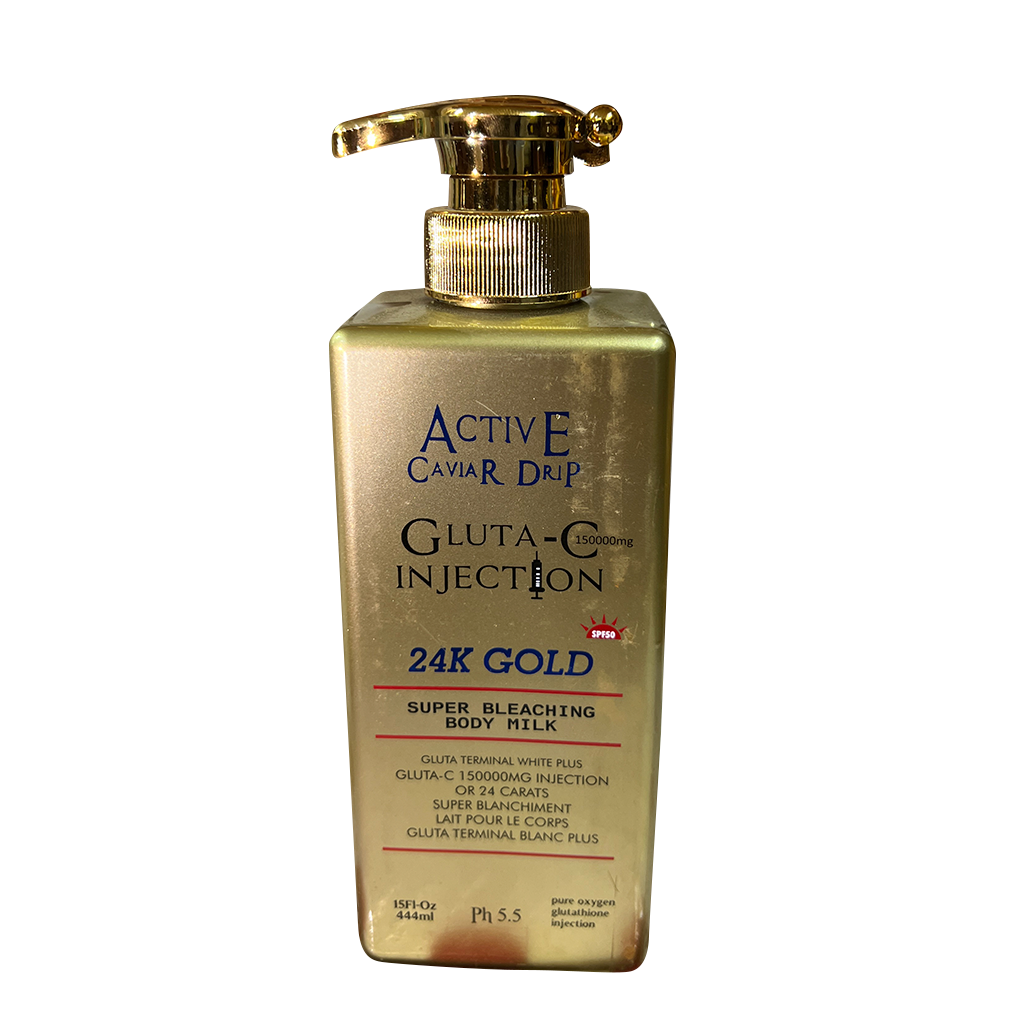 ACTIVE
CAVIAR DRIP
GLUTA-C 150000mg
INJECTION
SPF50
24K GOLD
SUPER BLEACHING
BODY MILK
GLUTA TERMINAL WHITE PLUS
GLUTA-C 150000MG INJECTION
OR 24 CARATS
SUPER BLANCHIMENT
LAIT POUR LE CORPS
GLUTA TERMINAL BLANC PLUS
15Fl-Oz
444ml
Ph 5.5
pure oxygen
glutathione
injection